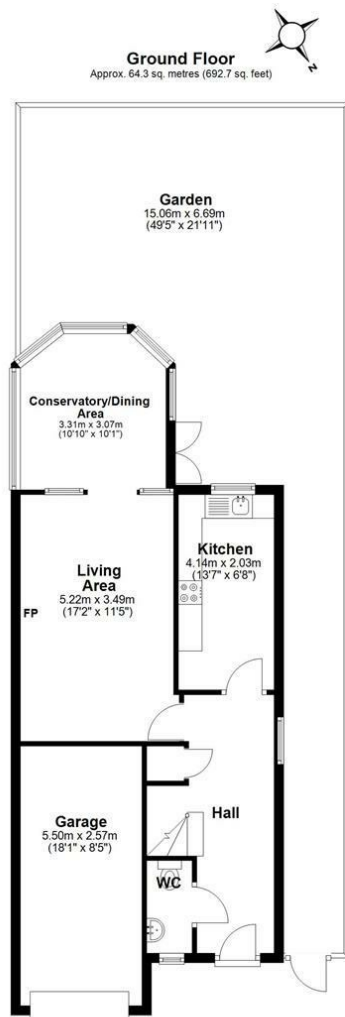 Ground Floor
Approx. 64.3 sq. metres (692.7 sq. feet)
N
Garden
15.06m x 6.69m
(49'5" x 21'11")
Conservatory/Dining
Area
3.31m x 3.07m
(10'10" x 10'1")
Kitchen
4.14m x 2.03m
(13'7" x 6'8")
Living
Area
5.22m x 3.49m
(17'2" x 11'5")
FP
Hall
Garage
5.50m x 2.57m
(18'1" x 8'5")
WC